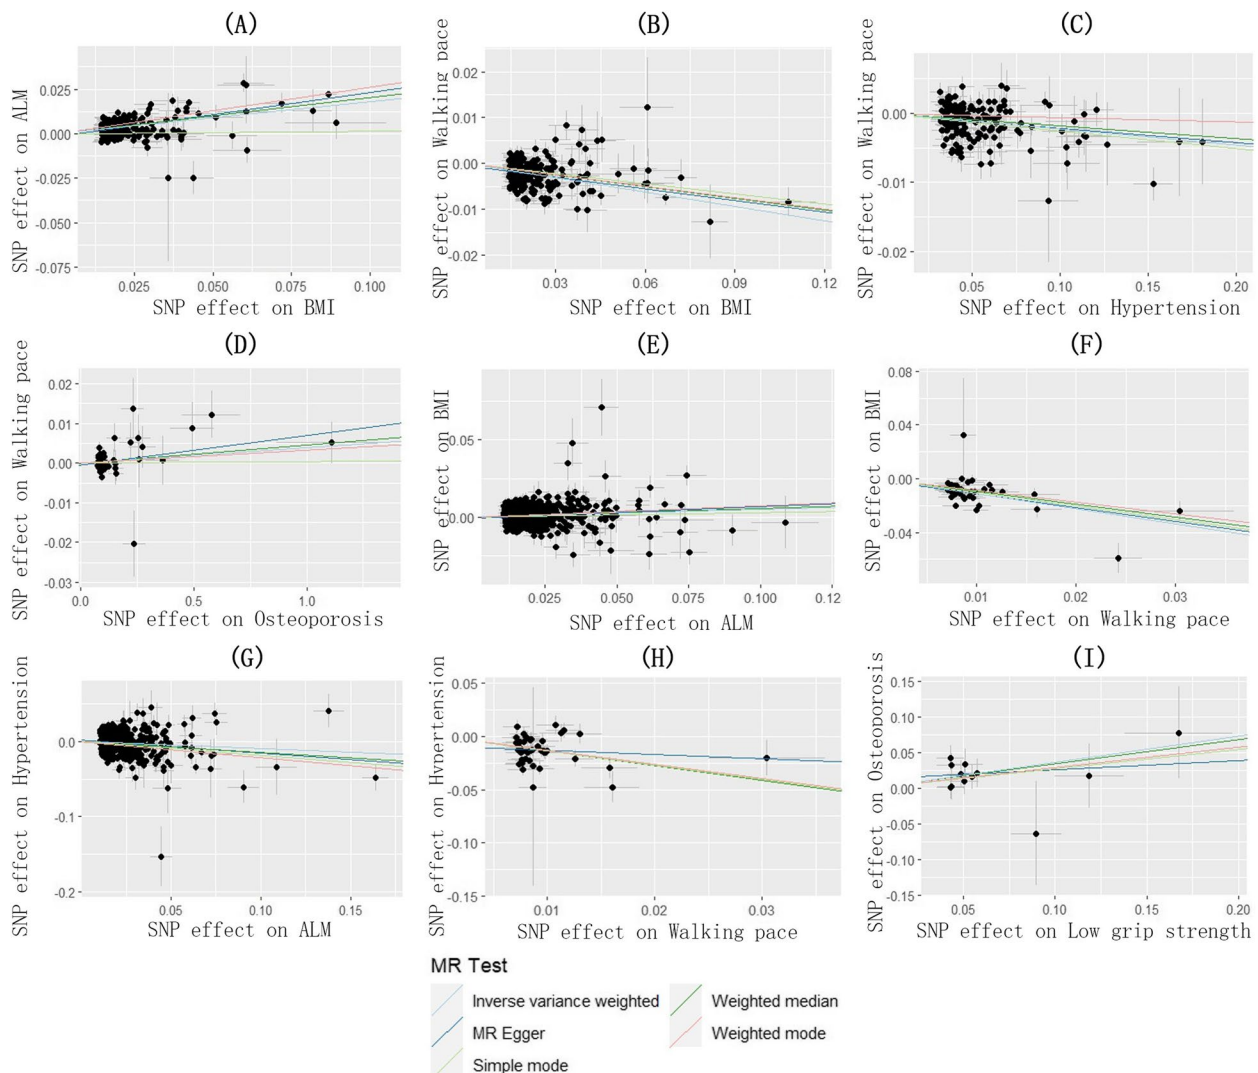 (A)
(B)
(C)
SNP effect on ALM
0.025
0.000
-0.025
-0.050
-0.075
0.025
0.050
0.075
0.100
SNP effect on BMI
SNP effect on Walking pace
0.02
0.01
0.00
-0.01
-0.02
0.03
0.06
0.09
0.12
SNP effect on BMI
SNP effect on Walking pace
0.00
-0.01
-0.02
0.05
0.10
0.15
0.20
SNP effect on Hypertension
(D)
(E)
(F)
SNP effect on Walking pace
0.02
0.01
0.00
-0.01
-0.02
-0.03
0.0
0.5
1.0
SNP effect on Osteoporosis
SNP effect on BMI
0.05
0.00
0.025
0.050
0.075
0.100
0.12
SNP effect on ALM
SNP effect on BMI
0.08
0.04
0.00
-0.04
0.01
0.02
0.03
SNP effect on Walking pace
(G)
(H)
(I)
SNP effect on Hypertension
0.0
-0.1
-0.2
0.05
0.10
0.15
SNP effect on ALM
SNP effect on Hypertension
0.05
0.00
-0.05
-0.10
-0.15
0.01
0.02
0.03
SNP effect on Walking pace
SNP effect on Osteoporosis
0.15
0.10
0.05
0.00
-0.05
-0.10
-0.15
0.05
0.10
0.15
0.20
SNP effect on Low grip strength
MR Test
Inverse variance weighted
Weighted median
MR Egger
Weighted mode
Simple mode